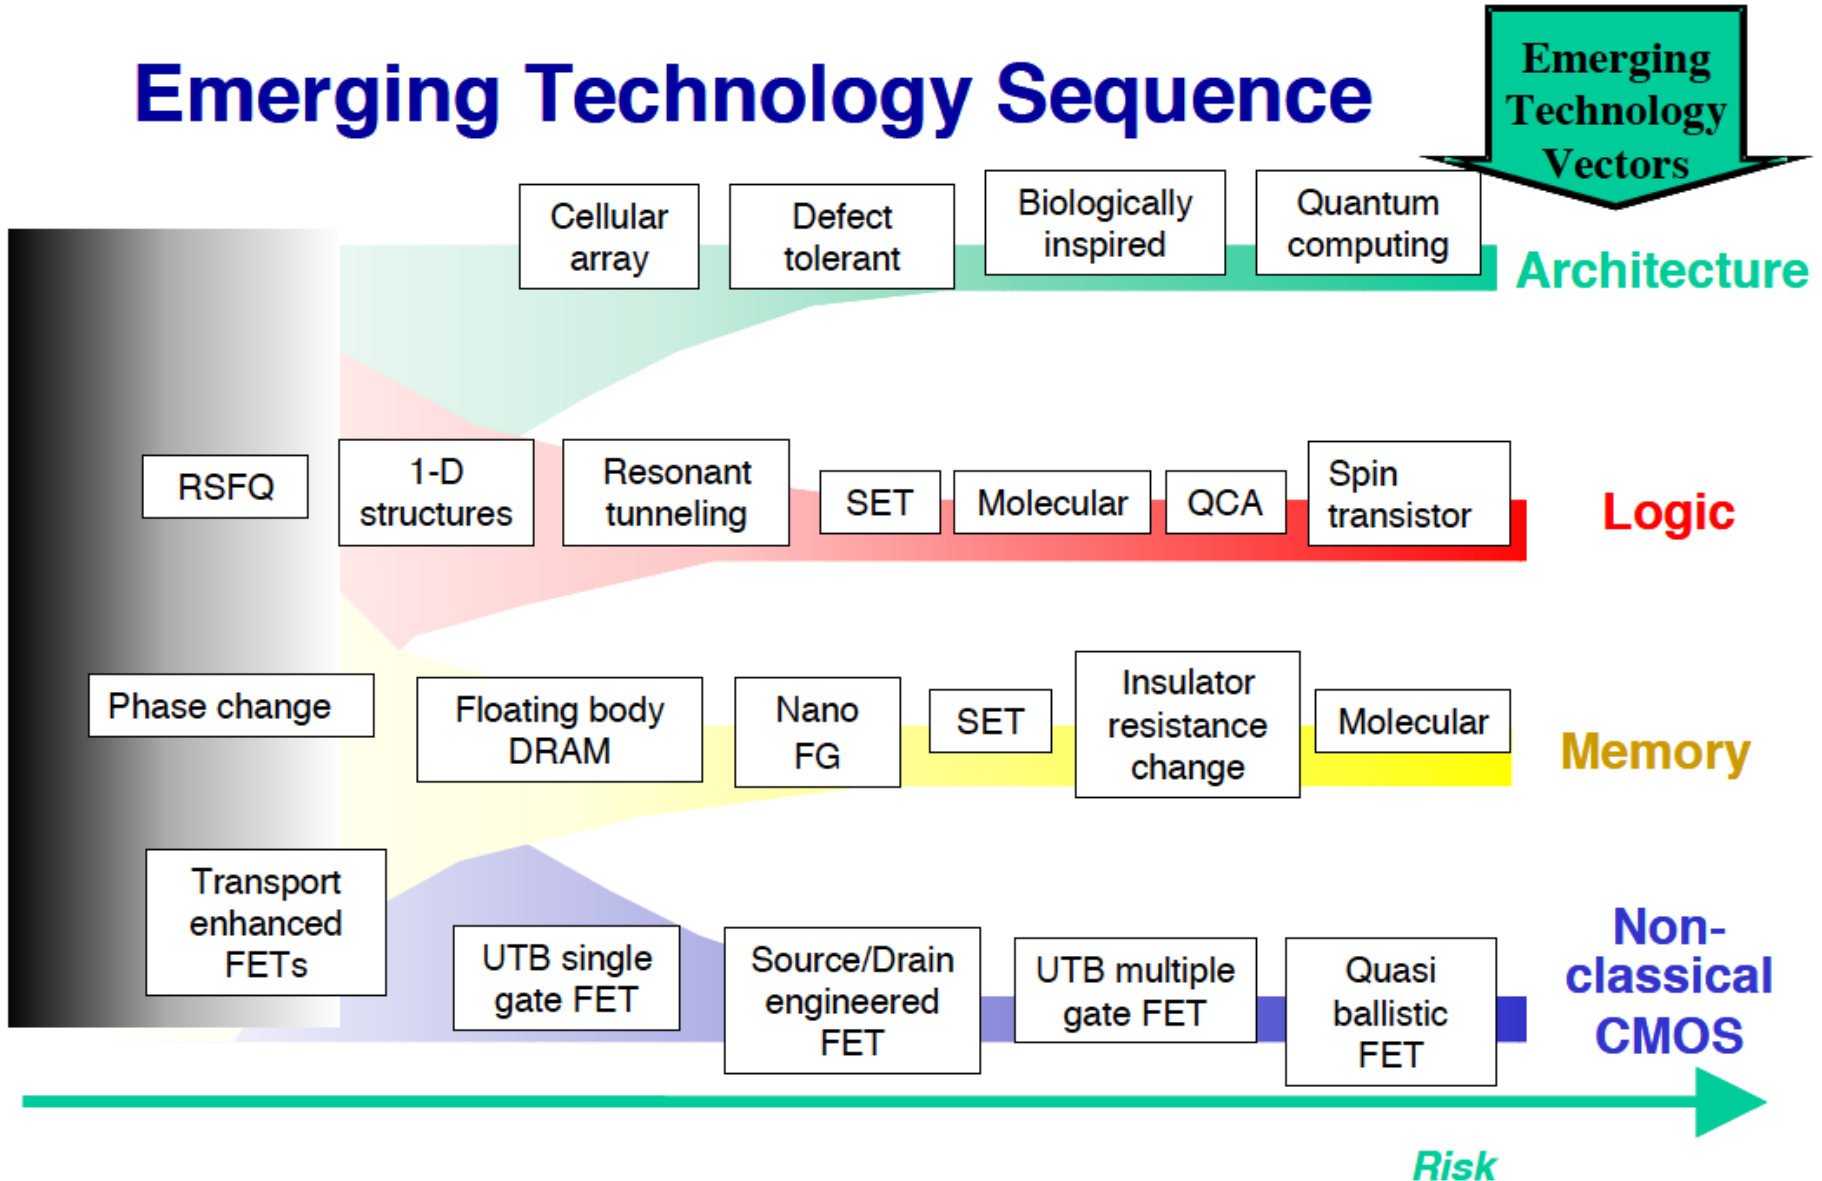 Emerging Technology Sequence
Emerging
Technology
Vectors
Cellular
array
Defect
tolerant
Biologically
inspired
Quantum
computing
Architecture
RSFQ
1-D
structures
Resonant
tunneling
SET
Molecular
QCA
Spin
transistor
Logic
Phase change
Floating body
DRAM
Nano
FG
SET
Insulator
resistance
change
Molecular
Memory
Transport
enhanced
FETs
UTB single
gate FET
Source/Drain
engineered
FET
UTB multiple
gate FET
Quasi
ballistic
FET
Non-
classical
CMOS
Risk